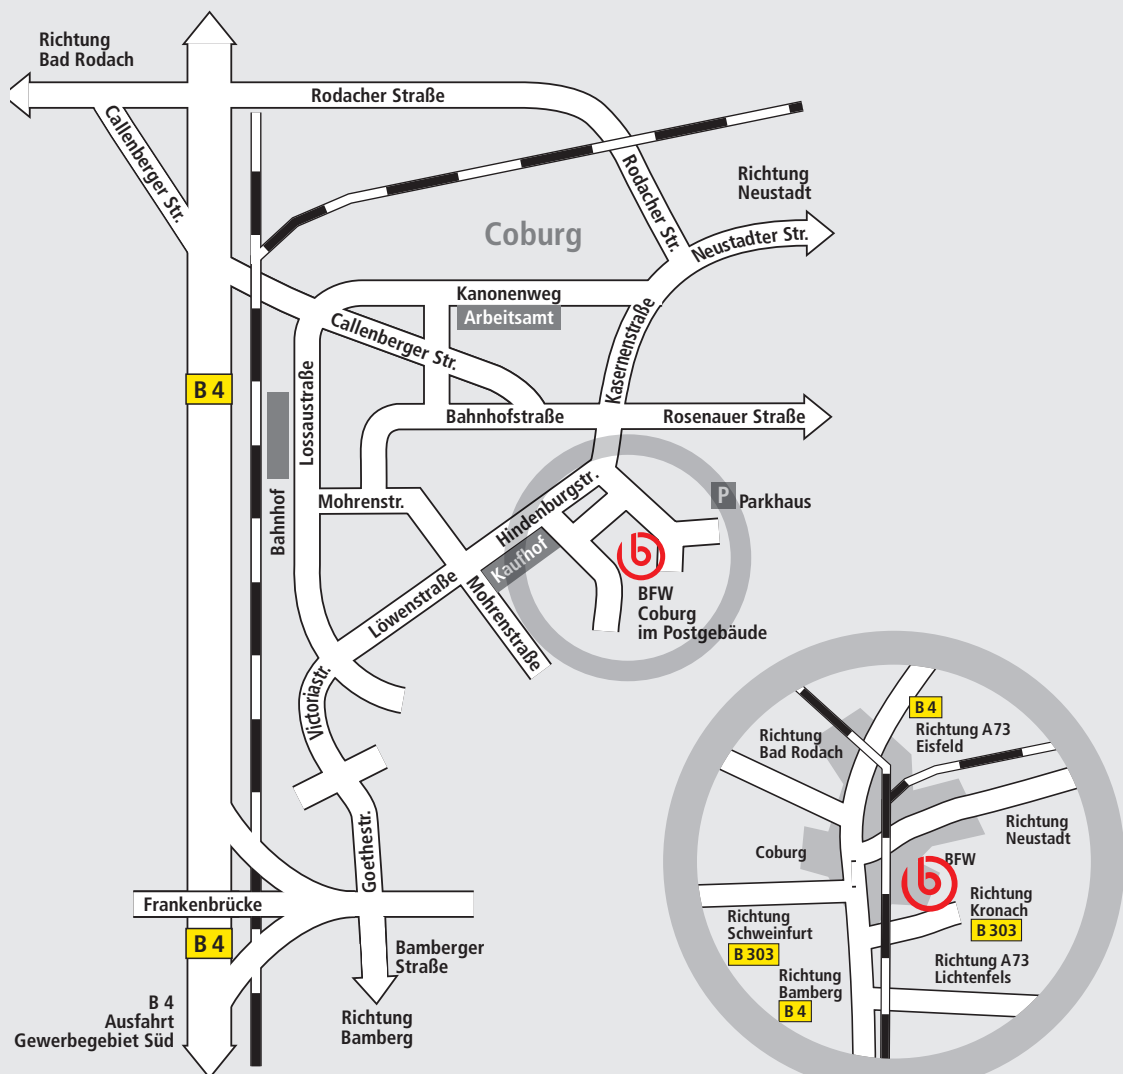 Richtung
Bad Rodach
Rodacher Straße
Callenberger Str.
Rodacher Str.
Richtung
Neustadt
Neustadter Str.
Coburg
Kanonenweg
Arbeitsamt
Callenberger Str.
Kasernenstraße
B 4
Lossaustraße
Bahnhofstraße
Rosenauer Straße
Bahnhof
Mohrenstr.
Hindenburgstr.
P
Parkhaus
Kaufhof
b
Löwenstraße
Mohrenstraße
BFW
Coburg
im Postgebäude
Victoriastr.
Goethestr.
Frankenbrücke
B 4
Bamberger
Straße
B 4
Ausfahrt
Gewerbegebiet Süd
Richtung
Bamberg
B 4
Richtung A73
Eisfeld
Richtung
Bad Rodach
Richtung
Neustadt
Coburg
BFW
b
Richtung
Kronach
B 303
Richtung
Schweinfurt
B 303
Richtung A73
Lichtenfels
Richtung
Bamberg
B 4